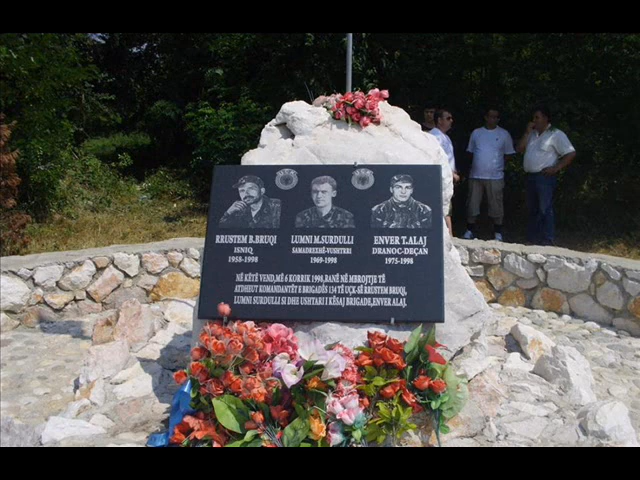 RRUSTEM B.BRUQI
ISNIQ
1958-1998
LUMNI M.SURDULLI
SAMADREXHË-VUSHTRRI
1969-1998
ENVER T.ALAJ
DRANOC-DEÇAN
1975-1998
NË KËTË VEND,MË 6 KORRIK 1998,RANË NË MBROJTJE TË
ATDHEUT KOMANDANTËT E BRIGADËS 134 TË UÇK-SË RRUSTEM BRUQI,
LUMNI SURDULLI SI DHE USHTARI I KËSAJ BRIGADE,ENVER ALAJ.